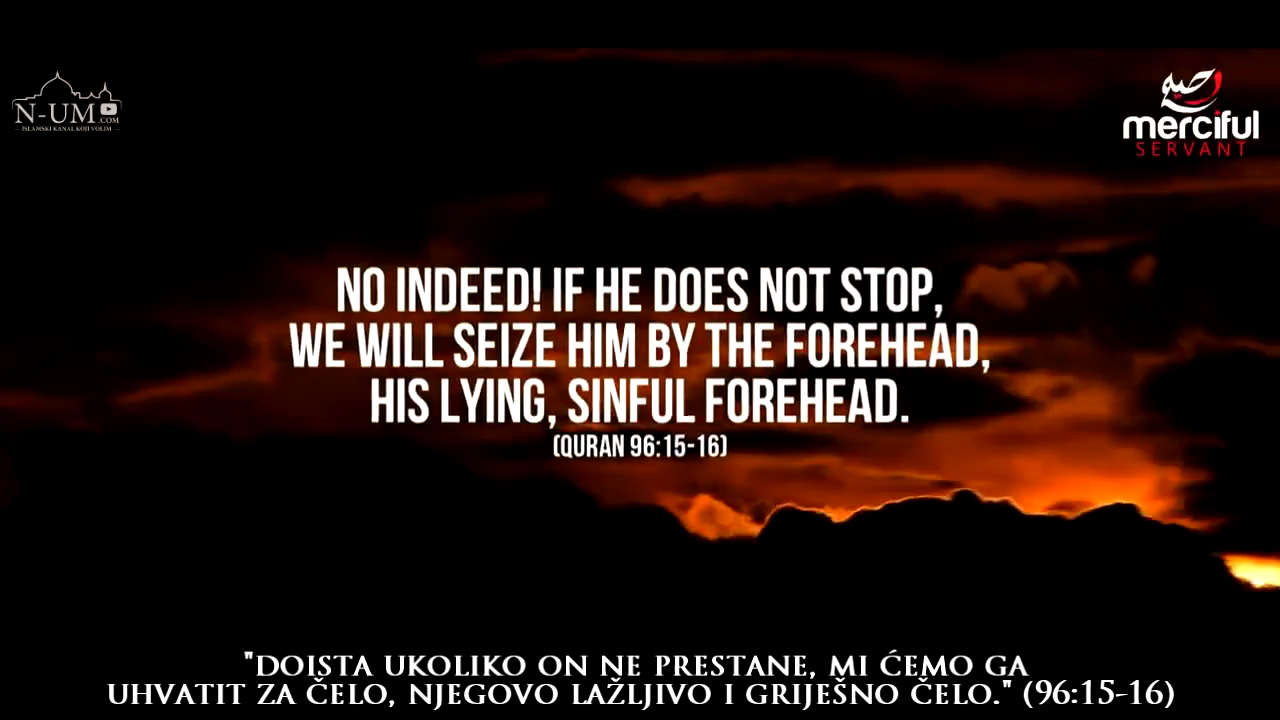 N-UM
.COM
ISLAMSKI KANAL KOJI VOLIM
merciful
SERVANT
NO INDEED! IF HE DOES NOT STOP,
WE WILL SEIZE HIM BY THE FOREHEAD,
HIS LYING, SINFUL FOREHEAD.
(QURAN 96:15-16)
"DOISTA UKOLIKO ON NE PRESTANE, MI ĆEMO GA
UHVATIT ZA ČELO, NJEGOVO LAŽLJIVO I GRIJEŠNO ČELO." (96:15-16)